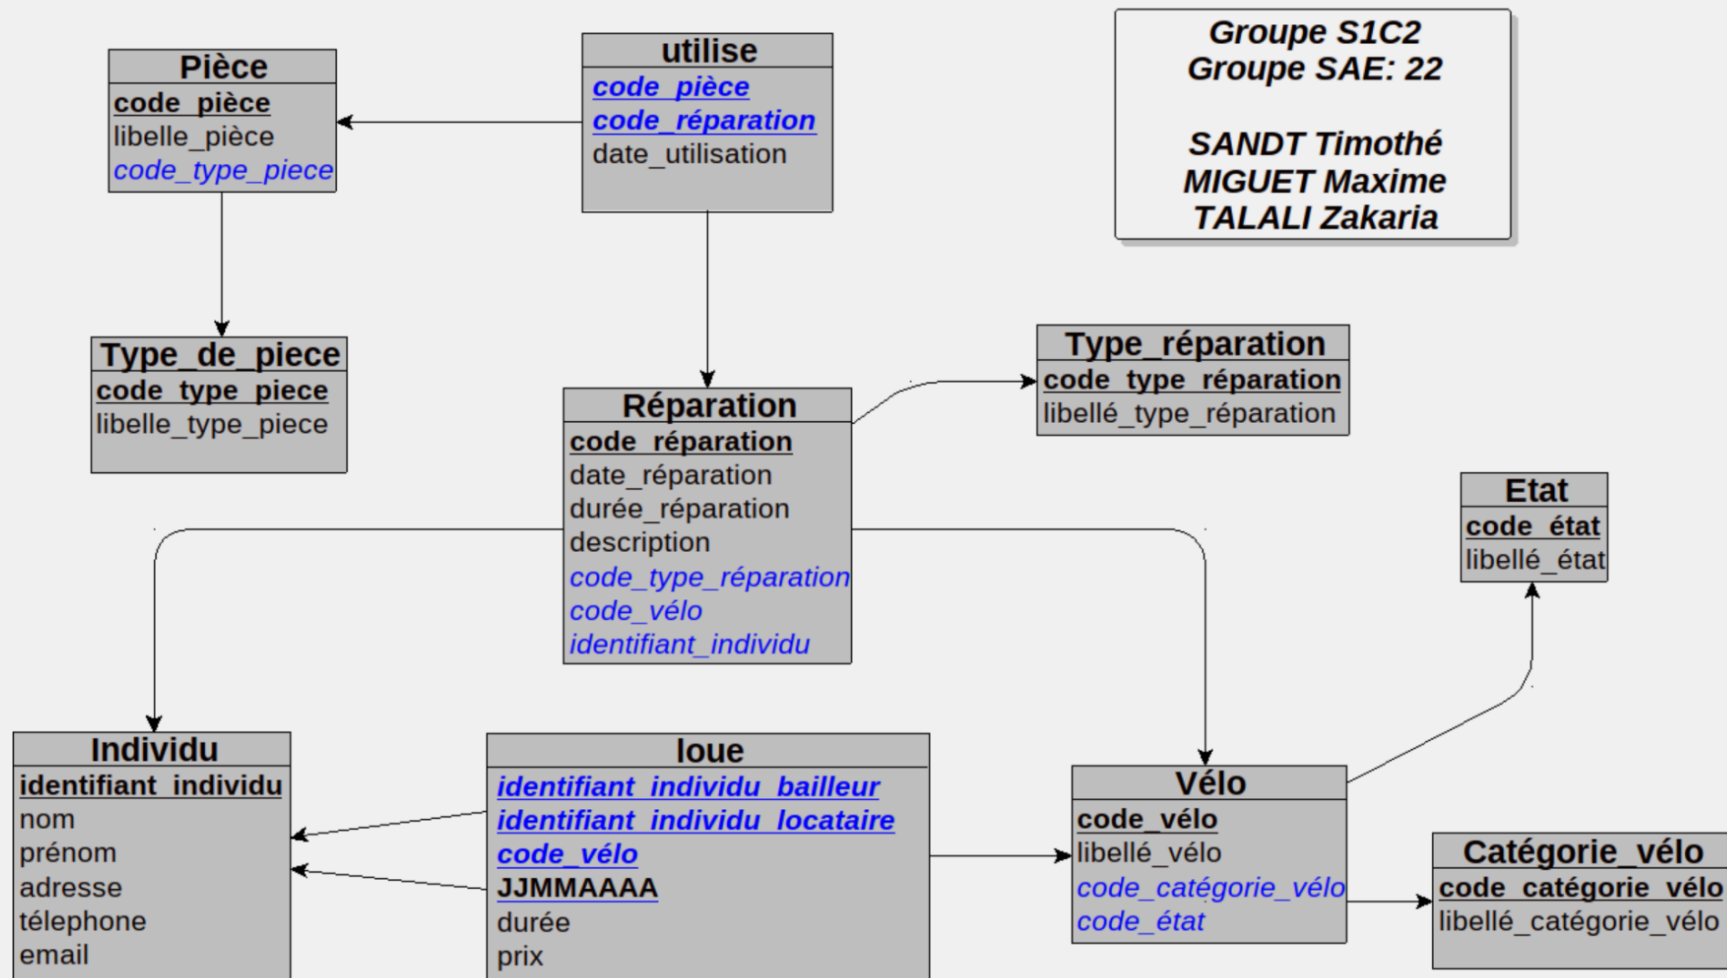 Pièce
code_pièce
libelle_pièce
code_type_piece
utilise
code_pièce
code_réparation
date_utilisation
Groupe S1C2
Groupe SAE: 22
SANDT Timothé
MIGUET Maxime
TALALI Zakaria
Type_de_piece
code_type_piece
libelle_type_piece
Réparation
code_réparation
date_réparation
durée_réparation
description
code_type_réparation
code_vélo
identifiant_individu
Type_réparation
code_type_réparation
libellé_type_réparation
Etat
code_état
libellé_état
Individu
identifiant_individu
nom
prénom
adresse
télephone
email
loue
identifiant_individu_bailleur
identifiant_individu_locataire
code_vélo
JJMMAAAA
durée
prix
Vélo
code_vélo
libellé_vélo
code_catégorie_vélo
code_état
Catégorie_vélo
code_catégorie_vélo
libellé_catégorie_vélo